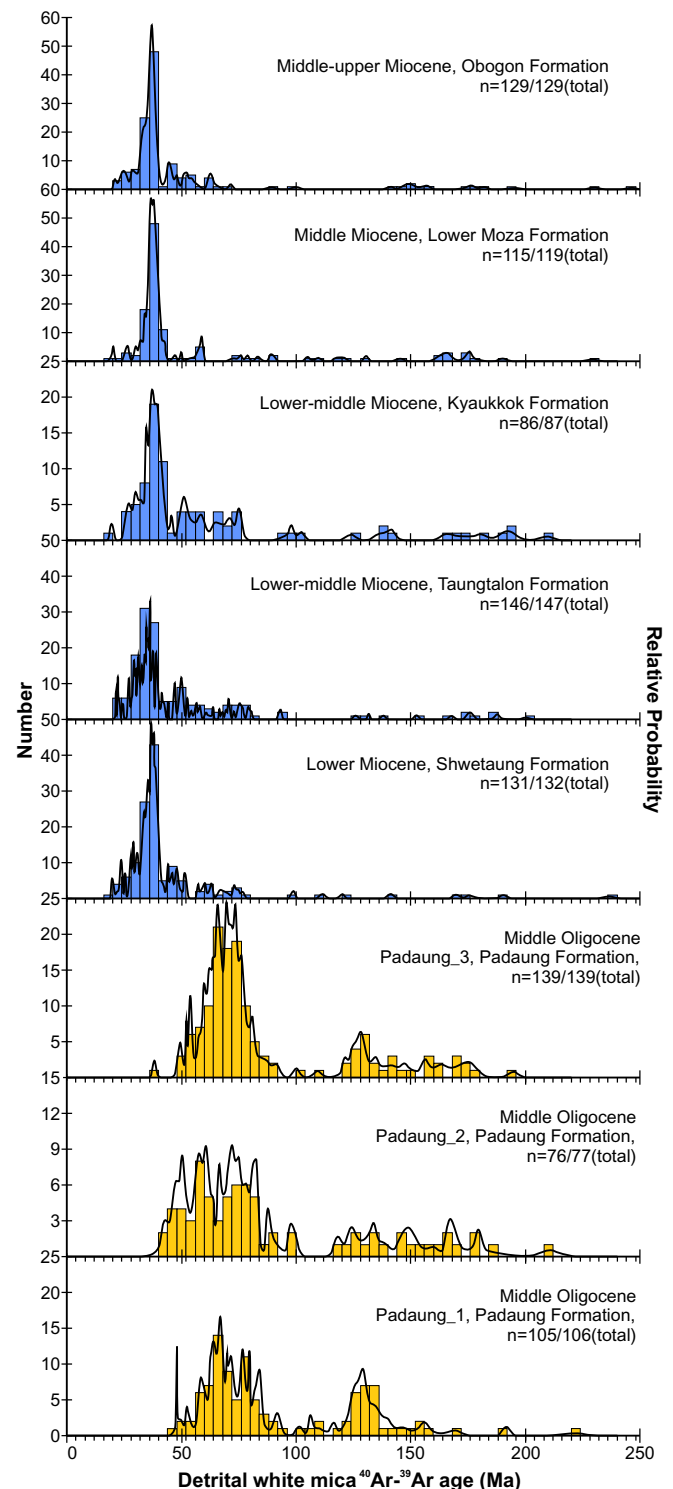 60
50
40
30
20
10
Middle-upper Miocene, Obogon Formation
n=129/129(total)
60
50
40
30
20
10
Middle Miocene, Lower Moza Formation
n=115/119(total)
25
20
15
10
5
Lower-middle Miocene, Kyaukkok Formation
n=86/87(total)
50
40
30
20
10
Lower-middle Miocene, Taungtalon Formation
n=146/147(total)
50
40
30
20
10
Lower Miocene, Shwetaung Formation
n=131/132(total)
25
20
15
10
5
Middle Oligocene
Padaung_3, Padaung Formation,
n=139/139(total)
15
12
9
6
3
Middle Oligocene
Padaung_2, Padaung Formation,
n=76/77(total)
25
20
15
10
5
0
Middle Oligocene
Padaung_1, Padaung Formation,
n=105/106(total)
Number
Relative Probability
0 50 100 150 200 250
Detrital white mica ⁴⁰Ar-³⁹Ar age (Ma)